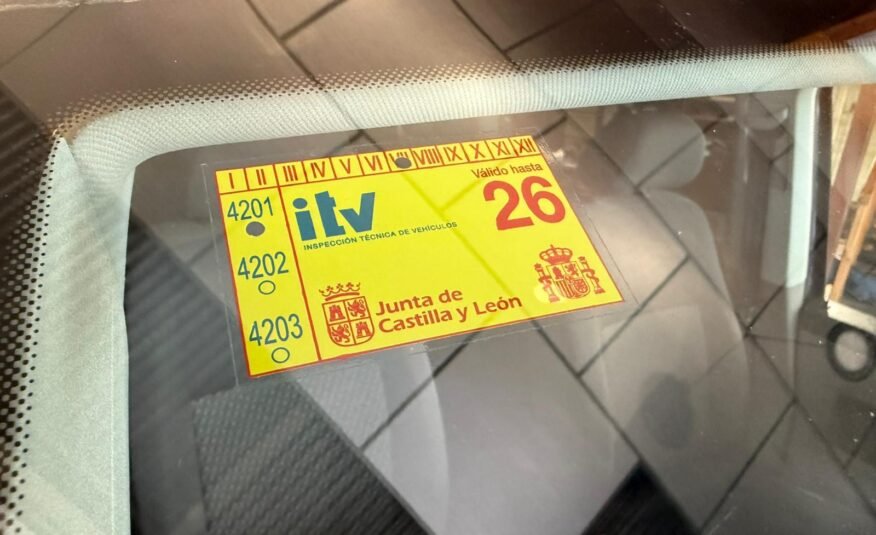 I II III IV V VI VII VIII IX X XI XII
Válido hasta
26
4201
itv
INSPECCIÓN TÉCNICA DE VEHÍCULOS
4202
4203
Junta de
Castilla y León